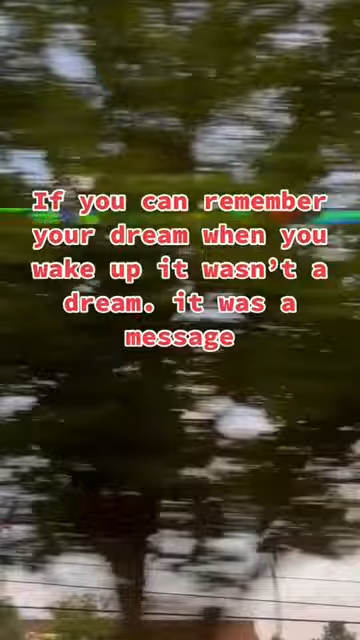 If you can remember
your dream when you
wake up it wasn’t a
dream. it was a
message